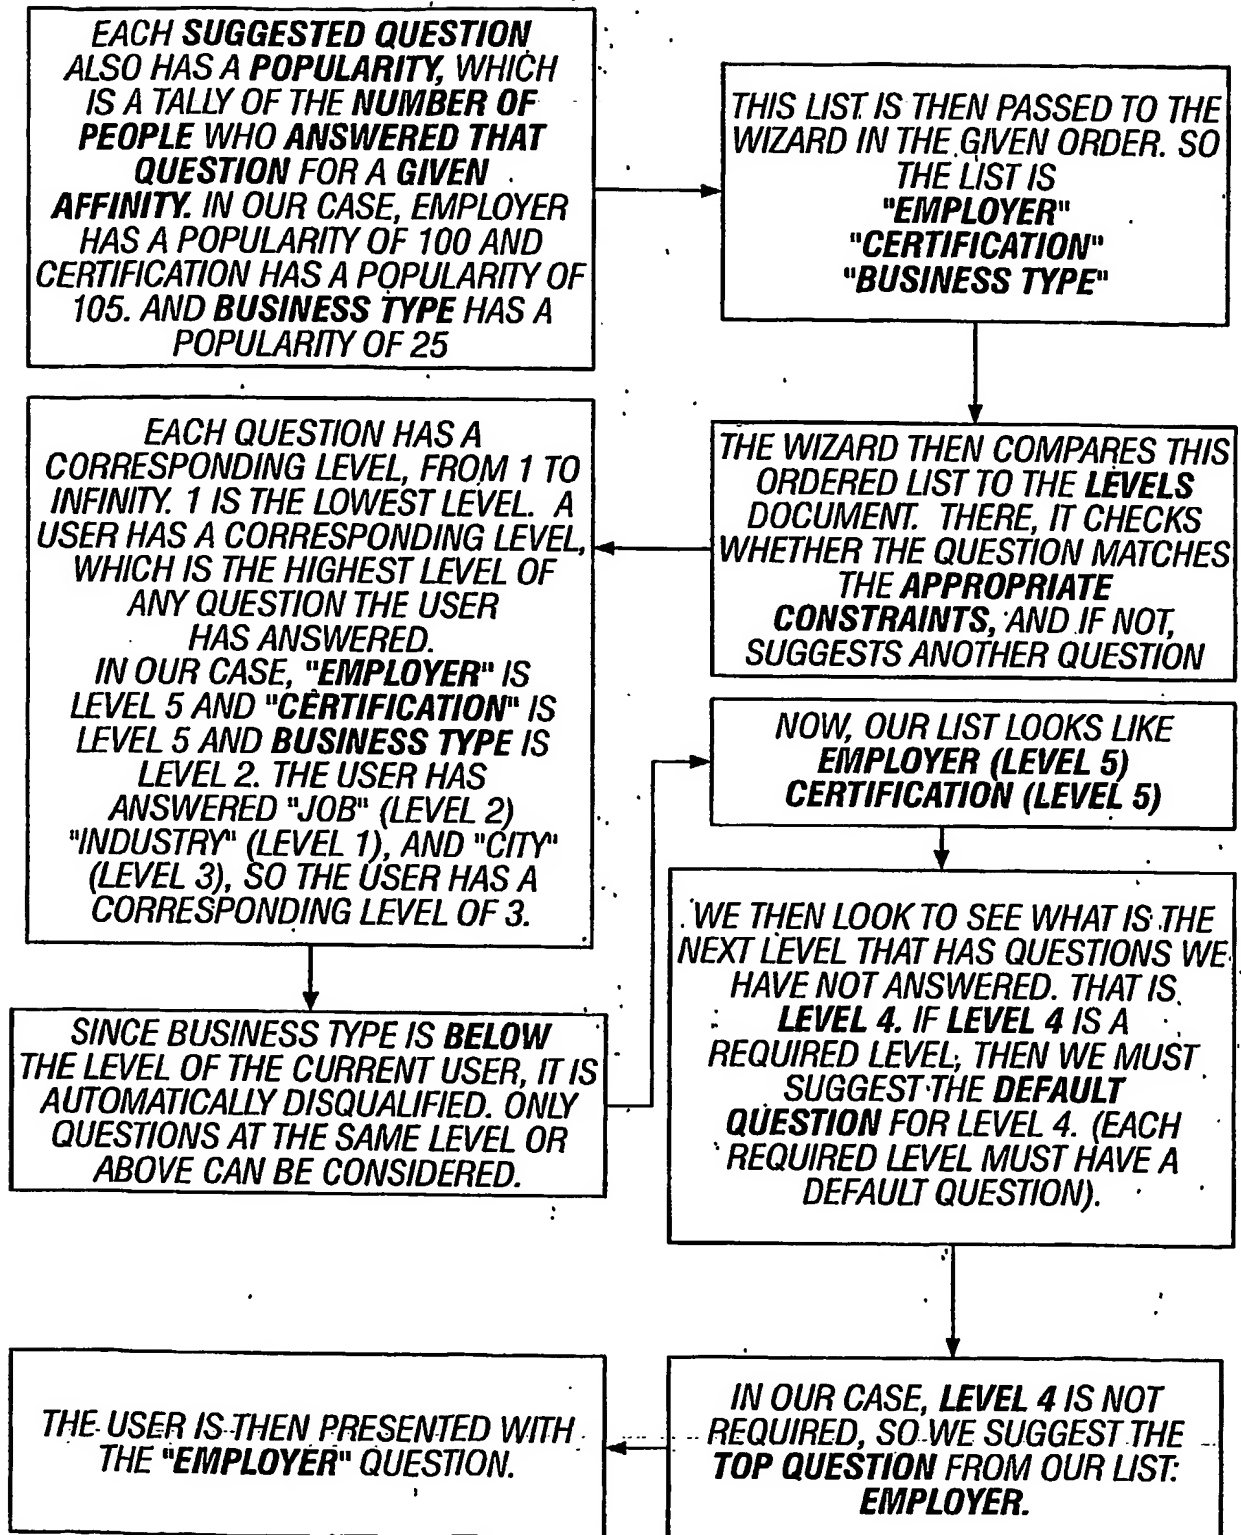 EACH SUGGESTED QUESTION
ALSO HAS A POPULARITY, WHICH
IS A TALLY OF THE NUMBER OF
PEOPLE WHO ANSWERED THAT
QUESTION FOR A GIVEN
AFFINITY. IN OUR CASE, EMPLOYER
HAS A POPULARITY OF 100 AND
CERTIFICATION HAS A POPULARITY OF
105. AND BUSINESS TYPE HAS A
POPULARITY OF 25
THIS LIST IS THEN PASSED TO THE
WIZARD IN THE GIVEN ORDER. SO
THE LIST IS
"EMPLOYER"
"CERTIFICATION"
"BUSINESS TYPE"
THE WIZARD THEN COMPARES THIS
ORDERED LIST TO THE LEVELS
DOCUMENT. THERE, IT CHECKS
WHETHER THE QUESTION MATCHES
THE APPROPRIATE
CONSTRAINTS, AND IF NOT,
SUGGESTS ANOTHER QUESTION
EACH QUESTION HAS A
CORRESPONDING LEVEL, FROM 1 TO
INFINITY. 1 IS THE LOWEST LEVEL. A
USER HAS A CORRESPONDING LEVEL,
WHICH IS THE HIGHEST LEVEL OF
ANY QUESTION THE USER
HAS ANSWERED.
IN OUR CASE, "EMPLOYER" IS
LEVEL 5 AND "CERTIFICATION" IS
LEVEL 5 AND BUSINESS TYPE IS
LEVEL 2. THE USER HAS
ANSWERED "JOB" (LEVEL 2)
"INDUSTRY" (LEVEL 1), AND "CITY"
(LEVEL 3), SO THE USER HAS A
CORRESPONDING LEVEL OF 3.
SINCE BUSINESS TYPE IS BELOW
THE LEVEL OF THE CURRENT USER, IT IS
AUTOMATICALLY DISQUALIFIED. ONLY
QUESTIONS AT THE SAME LEVEL OR
ABOVE CAN BE CONSIDERED.
NOW, OUR LIST LOOKS LIKE
EMPLOYER (LEVEL 5)
CERTIFICATION (LEVEL 5)
WE THEN LOOK TO SEE WHAT IS THE
NEXT LEVEL THAT HAS QUESTIONS WE
HAVE NOT ANSWERED. THAT IS
LEVEL 4. IF LEVEL 4 IS A
REQUIRED LEVEL, THEN WE MUST
SUGGEST THE DEFAULT
QUESTION FOR LEVEL 4. (EACH
REQUIRED LEVEL MUST HAVE A
DEFAULT QUESTION).
IN OUR CASE, LEVEL 4 IS NOT
REQUIRED, SO WE SUGGEST THE
TOP QUESTION FROM OUR LIST:
EMPLOYER.
THE USER IS THEN PRESENTED WITH
THE "EMPLOYER" QUESTION.